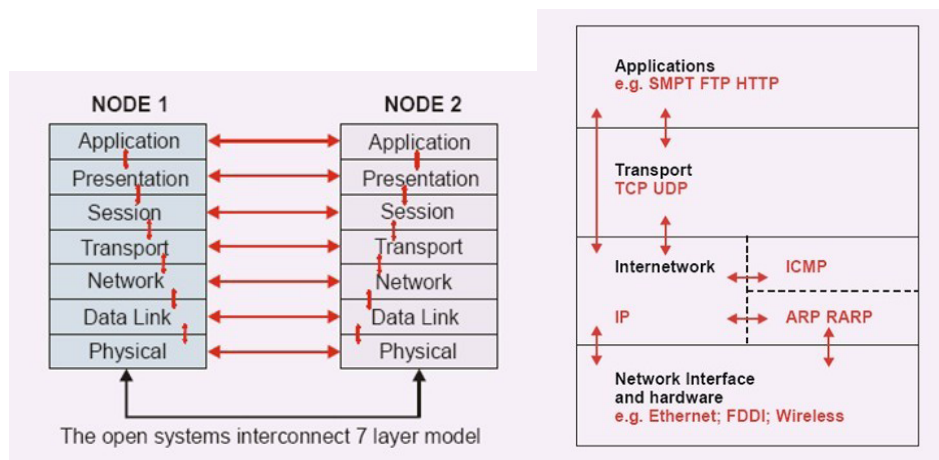 NODE 1
Application
Presentation
Session
Transport
Network
Data Link
Physical
NODE 2
Application
Presentation
Session
Transport
Network
Data Link
Physical
The open systems interconnect 7 layer model
Applications
e.g. SMPT FTP HTTP
Transport
TCP UDP
Internetwork
ICMP
IP
ARP RARP
Network Interface
and hardware
e.g. Ethernet; FDDI; Wireless